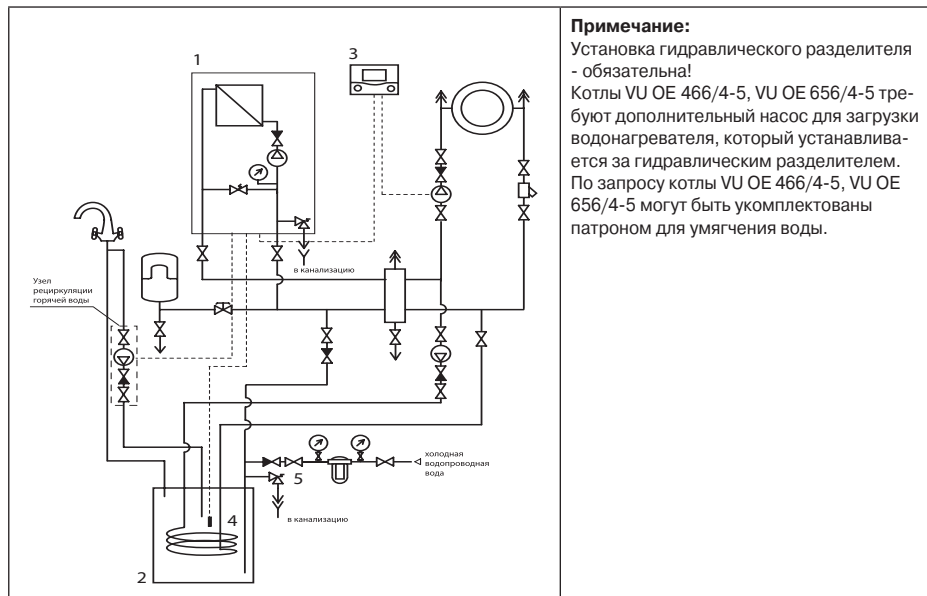 1
3
в канализацию
Узел
рециркуляции
горячей воды
холодная
водопроводная
вода
5
в канализацию
4
2
Примечание:
Установка гидравлического разделителя
- обязательна!
Котлы VU OE 466/4-5, VU OE 656/4-5 тре-
буют дополнительный насос для загрузки
водонагревателя, который устанавлива-
ется за гидравлическим разделителем.
По запросу котлы VU OE 466/4-5, VU OE
656/4-5 могут быть укомплектованы
патроном для умягчения воды.